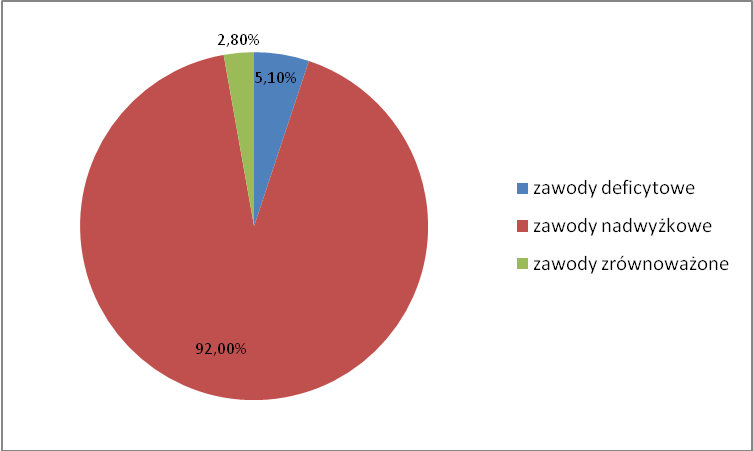 2,80%
5,10%
92,00%
zawody deficytowe
zawody nadwyżkowe
zawody zrównoważone